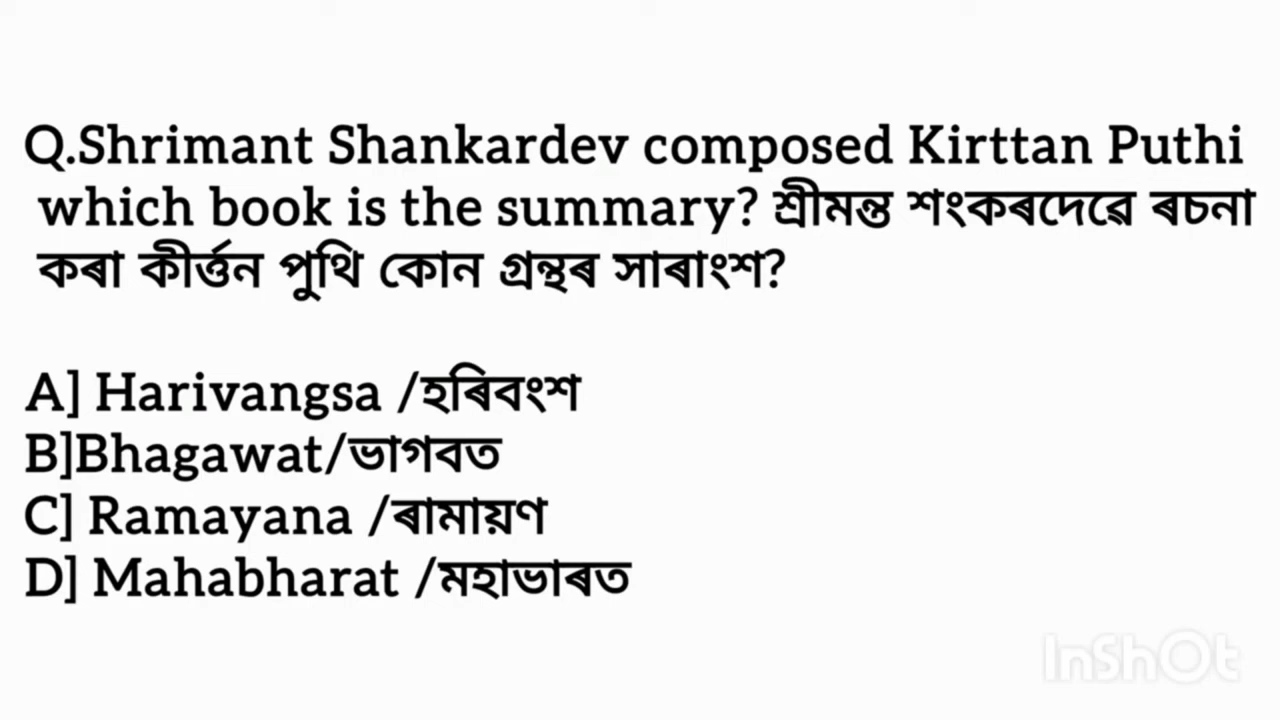 Q.Shrimant Shankardev composed Kirttan Puthi
which book is the summary? শ্ৰীমন্ত শংকৰদেৱে ৰচনা
কৰা কীৰ্ত্তন পুথি কোন গ্ৰন্থৰ সাৰাংশ?
A] Harivangsa /হৰিবংশ
B]Bhagawat/ভাগবত
C] Ramayana /ৰামায়ণ
D] Mahabharat /মহাভাৰত
InShOt